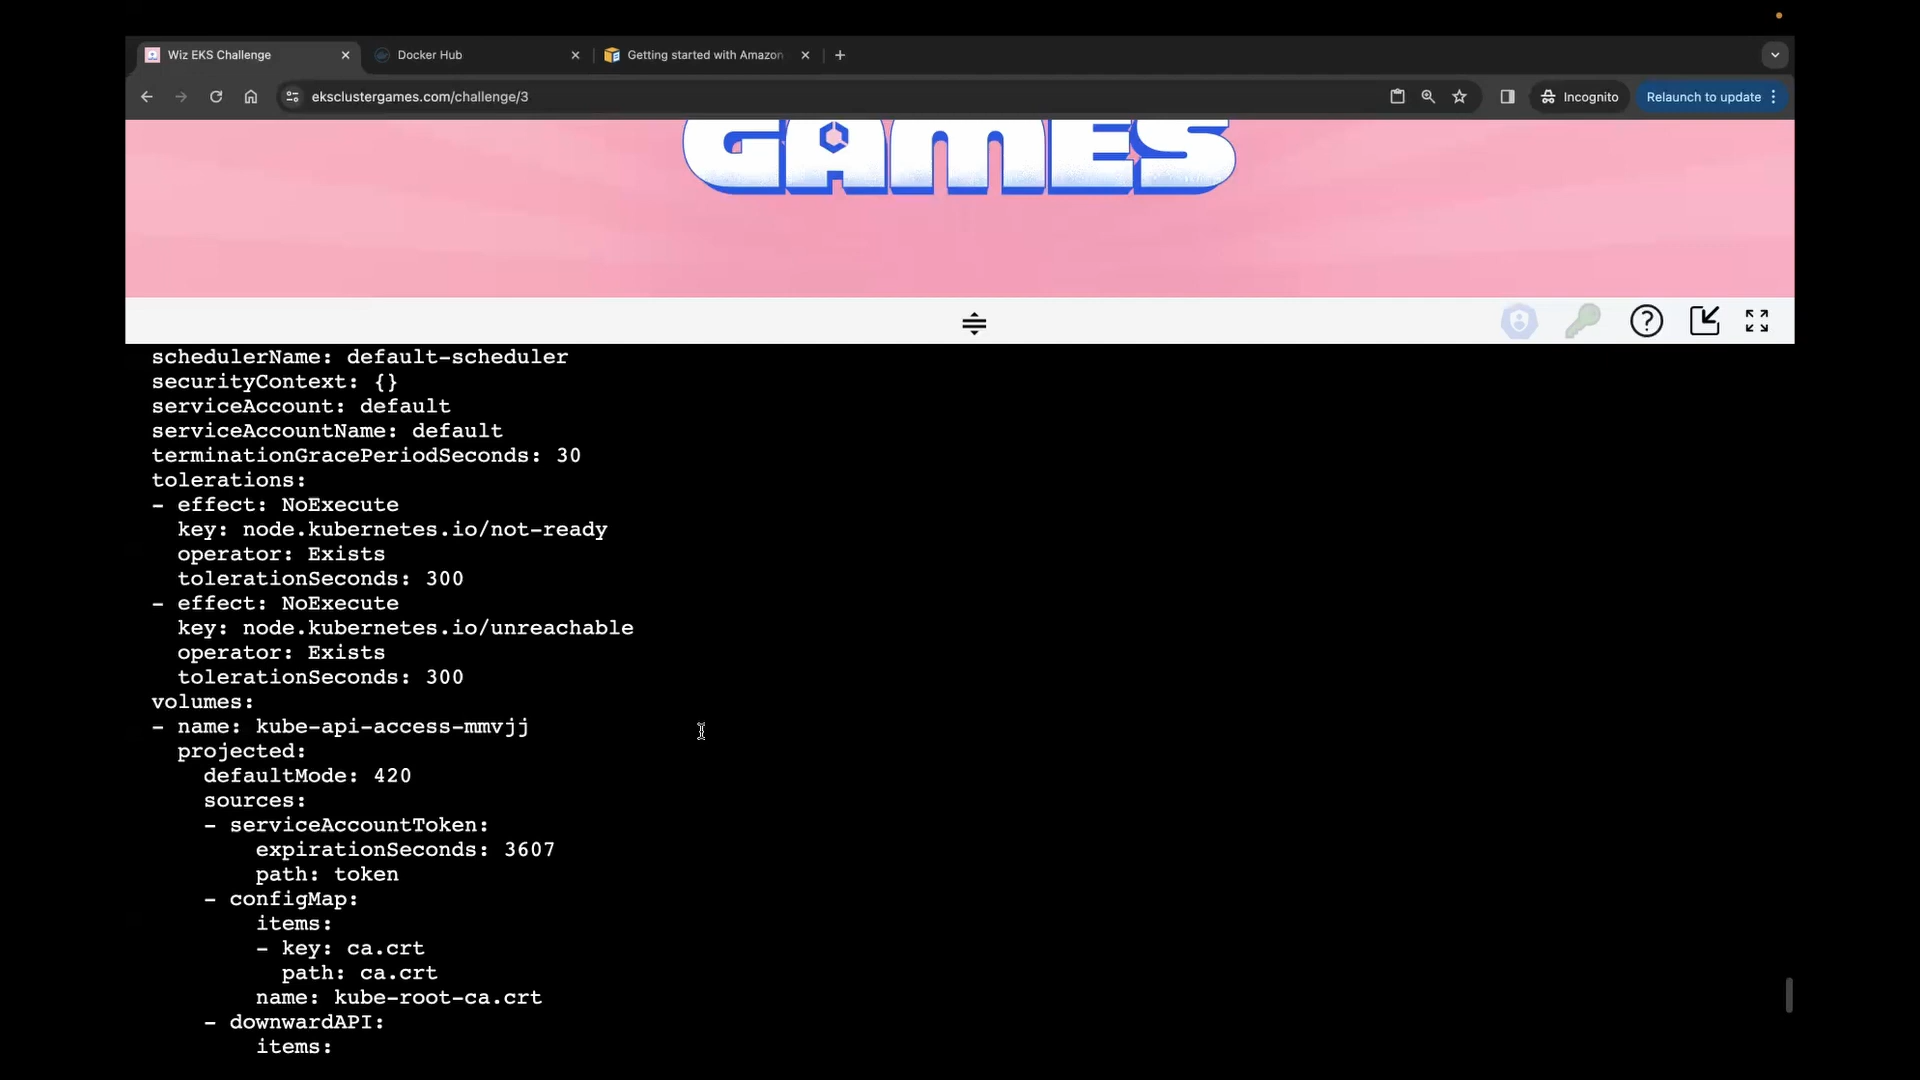 Wiz EKS Challenge
Docker Hub
Getting started with Amazon
eksclustergames.com/challenge/3
Incognito
Relaunch to update
GAMES
schedulerName: default-scheduler
securityContext: {}
serviceAccount: default
serviceAccountName: default
terminationGracePeriodSeconds: 30
tolerations:
- effect: NoExecute
  key: node.kubernetes.io/not-ready
  operator: Exists
  tolerationSeconds: 300
- effect: NoExecute
  key: node.kubernetes.io/unreachable
  operator: Exists
  tolerationSeconds: 300
volumes:
- name: kube-api-access-mmvjj
  projected:
    defaultMode: 420
    sources:
    - serviceAccountToken:
        expirationSeconds: 3607
        path: token
    - configMap:
        items:
        - key: ca.crt
          path: ca.crt
        name: kube-root-ca.crt
    - downwardAPI:
        items: